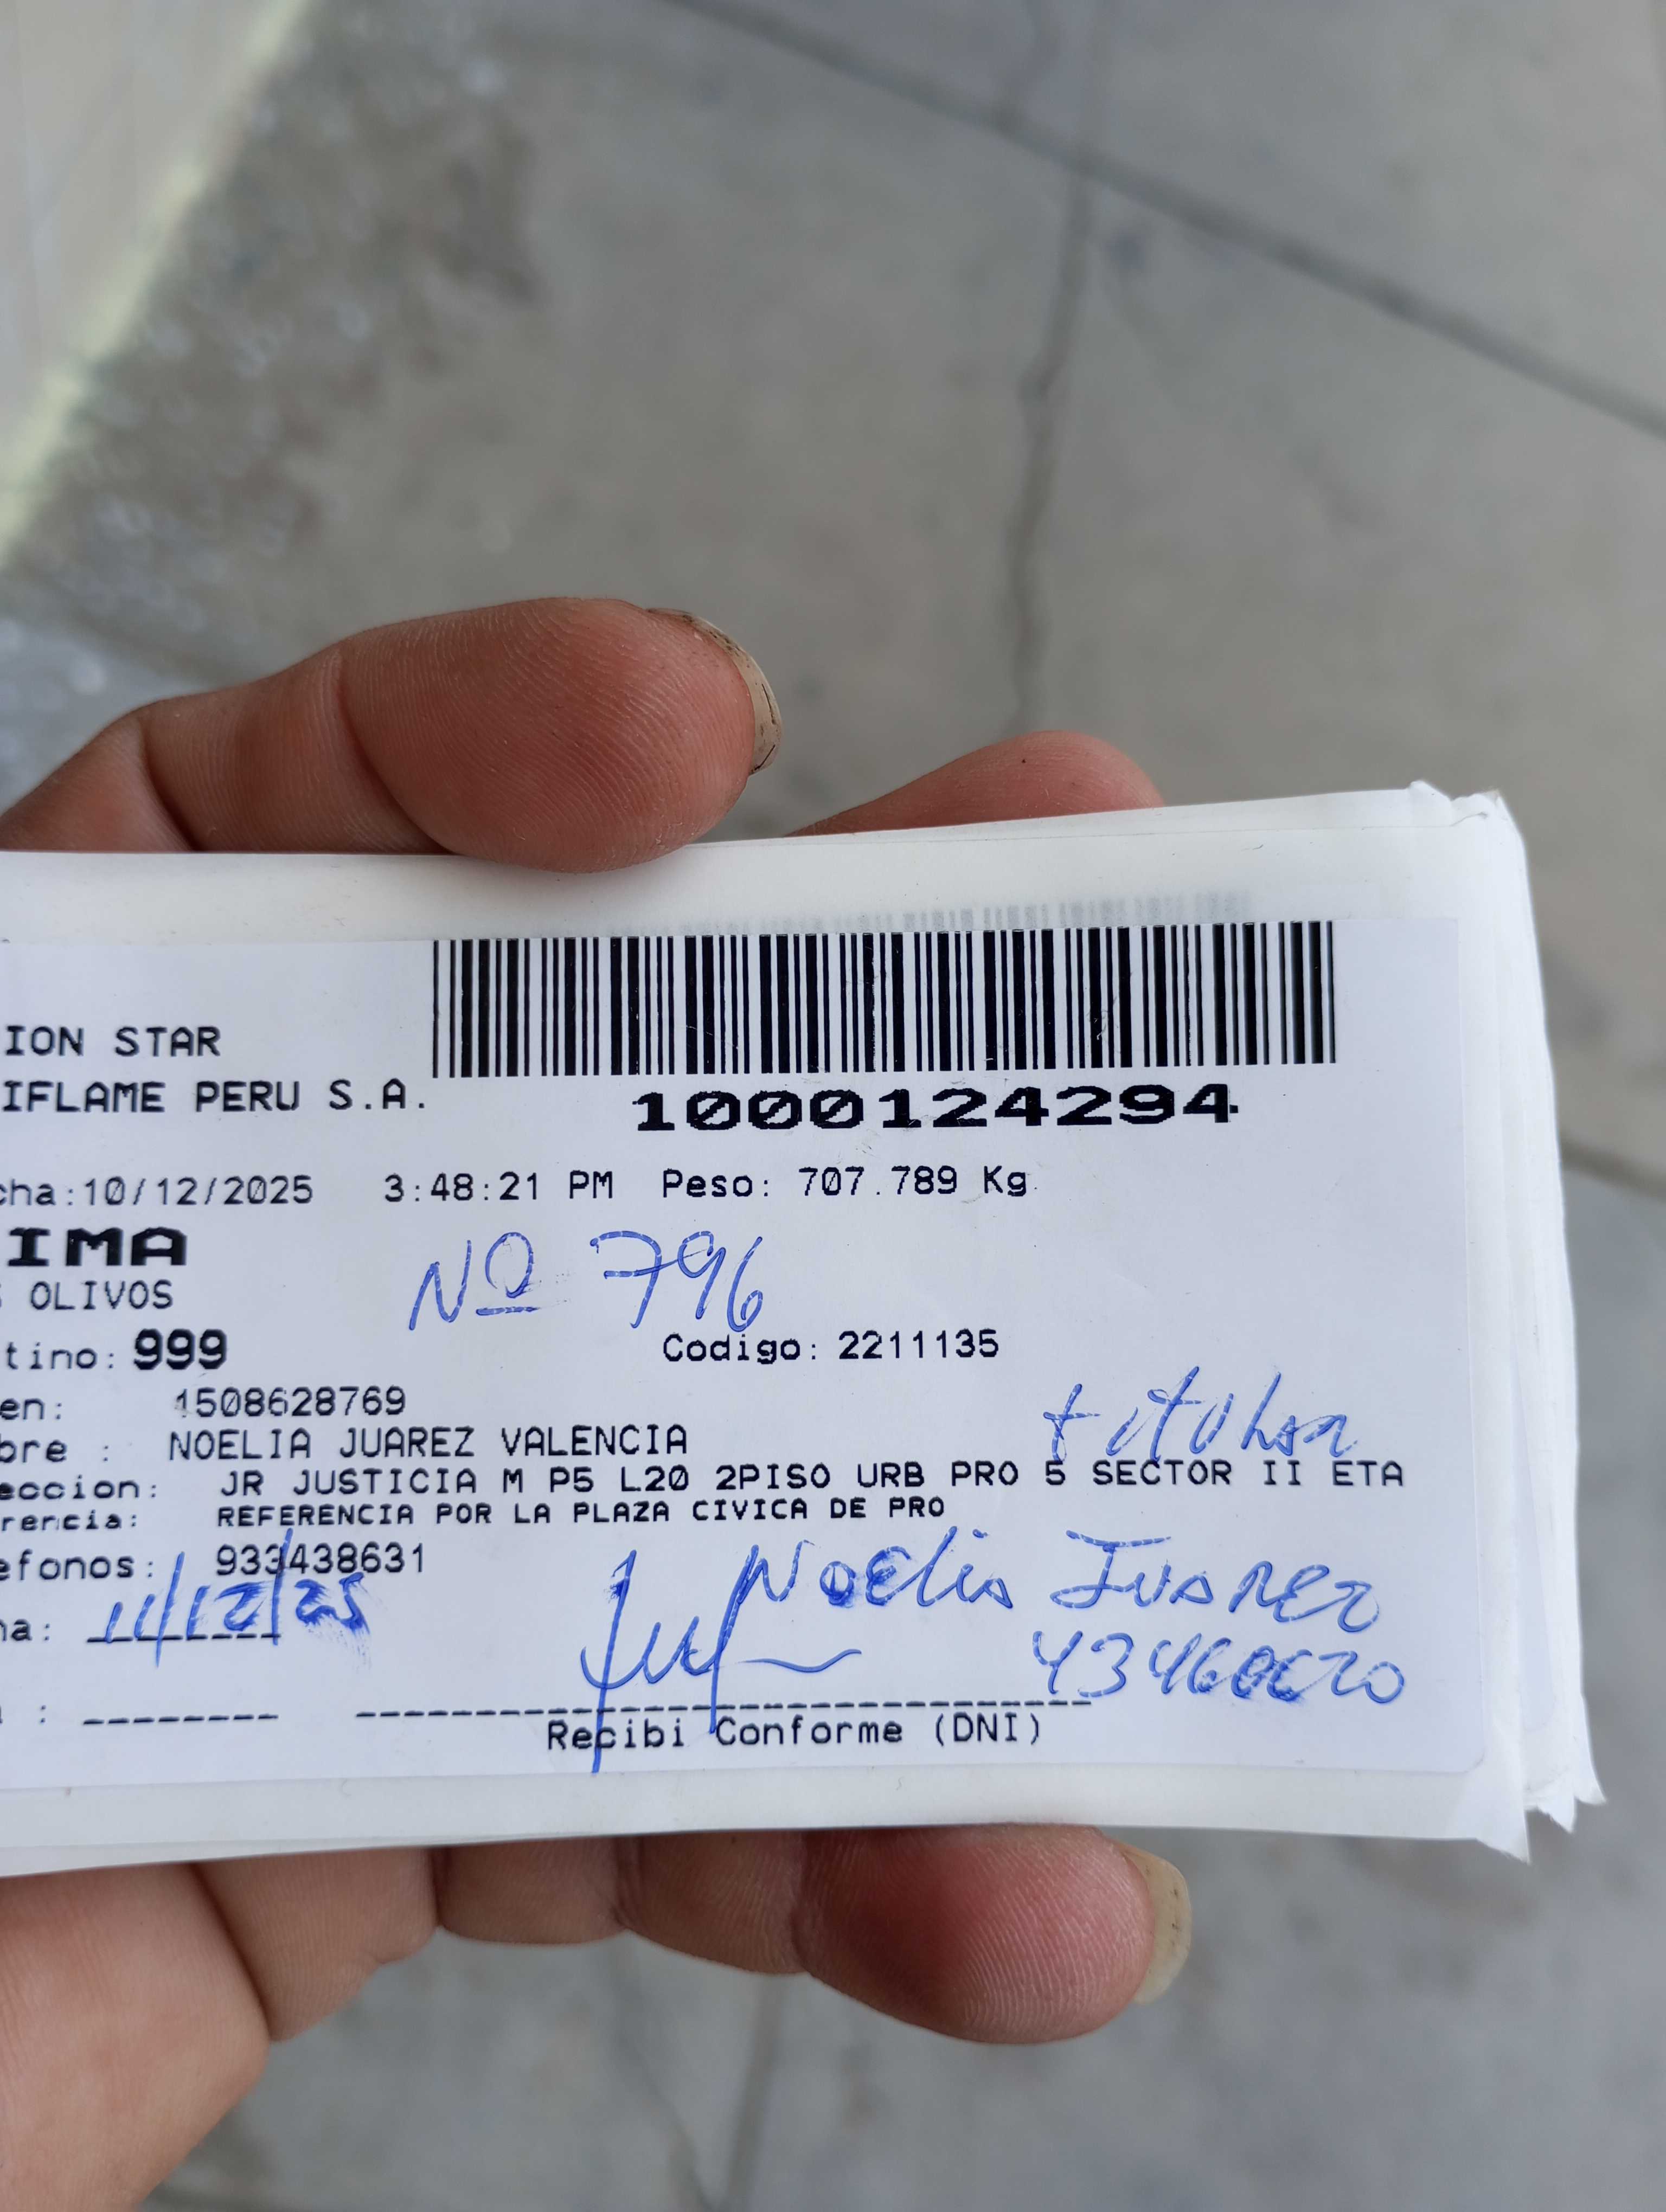 ION STAR
IFLAME PERU S.A.
1000124294
cha:10/12/2025 3:48:21 PM Peso: 707.789 Kg
IMA
Nº 796
S OLIVOS
tino: 999 Codigo: 2211135
en: 1508628769
titular
bre : NOELIA JUAREZ VALENCIA
eccion: JR JUSTICIA M P5 L20 2PISO URB PRO 5 SECTOR II ETA
rencia: REFERENCIA POR LA PLAZA CIVICA DE PRO
efonos: 933438631
Noelia Juarez
ha: 11/12/25
Recibi Conforme (DNI)